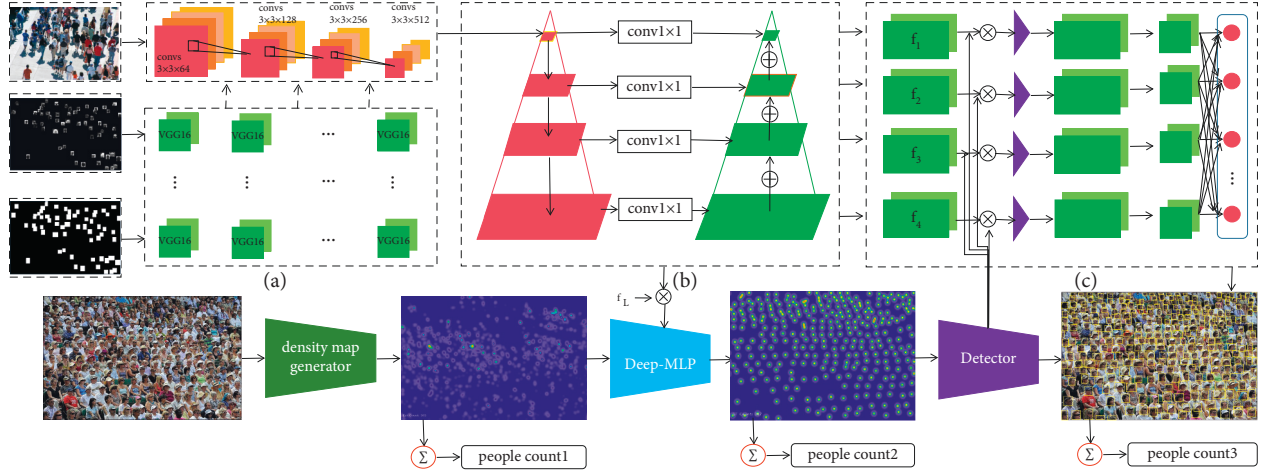 convs
3×3×64
convs
3×3×128
convs
3×3×256
convs
3×3×512
VGG16
VGG16
...
VGG16
...
VGG16
VGG16
...
VGG16
(a)
conv1×1
conv1×1
conv1×1
conv1×1
(b)
f1
f2
f3
f4
(c)
density map
generator
f L
Deep-MLP
Detector
Σ
people count1
Σ
people count2
Σ
people count3